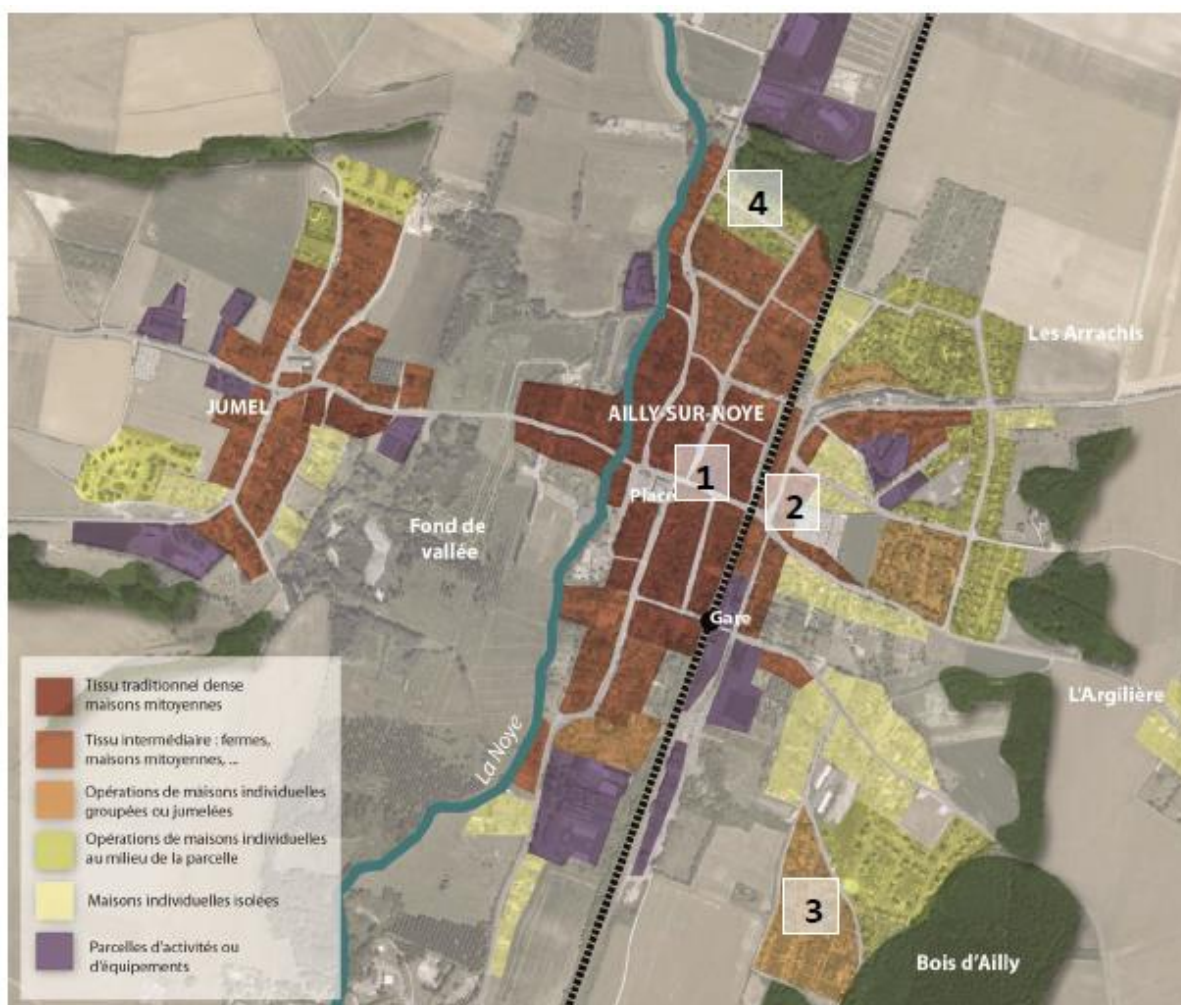 4
Les Arrachis
JUMEL
AILLY-SUR-NOYE
1
Place
2
Fond de
vallée
Gare
L'Argilière
La Noye
3
Bois d'Ailly
Tissu traditionnel dense
maisons mitoyennes
Tissu intermédiaire : fermes,
maisons mitoyennes, ...
Opérations de maisons individuelles
groupées ou jumelées
Opérations de maisons individuelles
au milieu de la parcelle
Maisons individuelles isolées
Parcelles d'activités ou
d'équipements